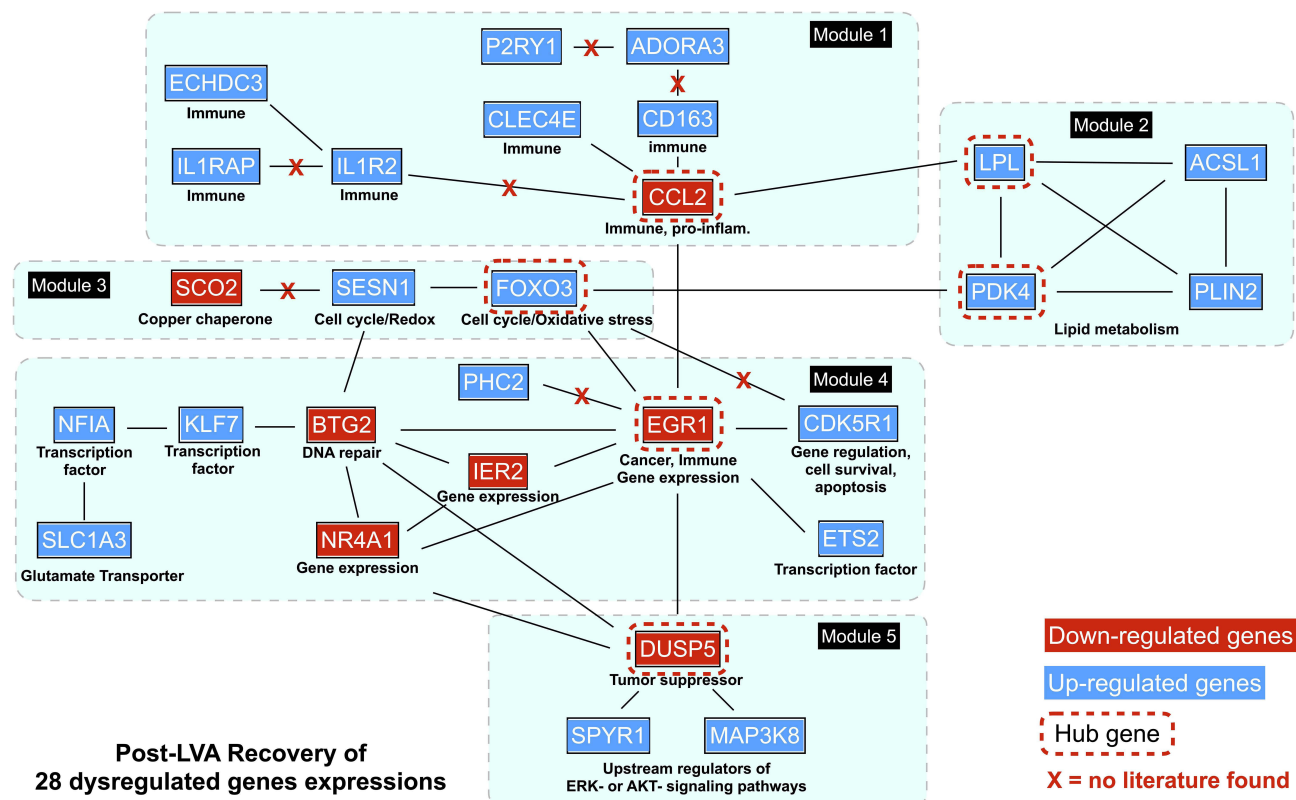 Module 1
P2RY1 X ADORA3
X
ECHDC3
Immune
CLEC4E
Immune
CD163
immune
IL1RAP
Immune
X
IL1R2
Immune
X
CCL2
Immune, pro-inflam.
Module 2
LPL
ACSL1
PDK4
PLIN2
Lipid metabolism
Module 3
SCO2
Copper chaperone
X
SESN1
Cell cycle/Redox
FOXO3
Cell cycle/Oxidative stress
Module 4
X
PHC2
X
NFIA
Transcription
factor
KLF7
Transcription
factor
BTG2
DNA repair
EGR1
Cancer, Immune
Gene expression
CDK5R1
Gene regulation,
cell survival,
apoptosis
IER2
Gene expression
SLC1A3
Glutamate Transporter
NR4A1
Gene expression
ETS2
Transcription factor
Module 5
DUSP5
Tumor suppressor
SPYR1
MAP3K8
Upstream regulators of
ERK- or AKT- signaling pathways
Post-LVA Recovery of
28 dysregulated genes expressions
Down-regulated genes
Up-regulated genes
Hub gene
X = no literature found